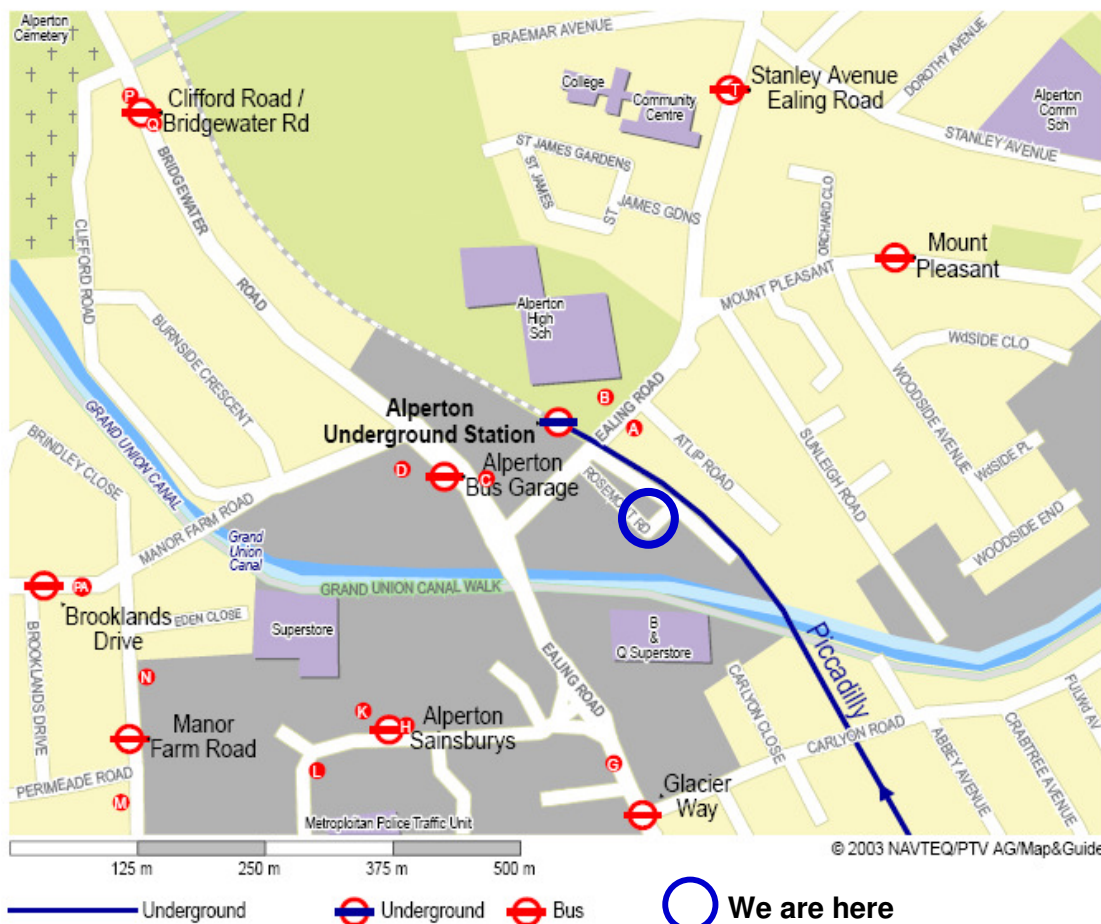 Alperton
Cemetery
BRAEMAR AVENUE
DOROTHY AVENUE
P
Clifford Road /
Bridgewater Rd
Q
College
Community
Centre
T
Stanley Avenue
Ealing Road
Alperton
Comm
Sch
STANLEY AVENUE
ST JAMES GARDENS
ST JAMES
ST
JAMES GDNS
BRIDGEWATER
ROAD
CLIFFORD ROAD
ORCHARD CLO
Mount
Pleasant
MOUNT PLEASANT
Alperton
High
Sch
BURNSIDE CRESCENT
WdSIDE CLO
WOODSIDE AVENUE
GRAND UNION CANAL
BRINDLEY CLOSE
Alperton
Underground Station
B
A
EALING ROAD
ATLIP ROAD
SUNLEIGH ROAD
WdSIDE PL
WOODSIDE END
D
C
Alperton
Bus Garage
ROSEMONT RD
MANOR FARM ROAD
Grand
Union
Canal
GRAND UNION CANAL WALK
PA
Brooklands
Drive
EDEN CLOSE
BROOKLANDS DRIVE
Superstore
B
&
Q Superstore
EALING ROAD
Piccadilly
N
Manor
Farm Road
K
H
Alperton
Sainsburys
L
G
Glacier
Way
CARLYON CLOSE
CARLYON ROAD
ABBEY AVENUE
CRABTREE AVENUE
FULWd AV
PERIMEADE ROAD
M
Metroploitan Police Traffic Unit
© 2003 NAVTEQ/PTV AG/Map&Guide
125 m
250 m
375 m
500 m
Underground
Underground
Bus
We are here